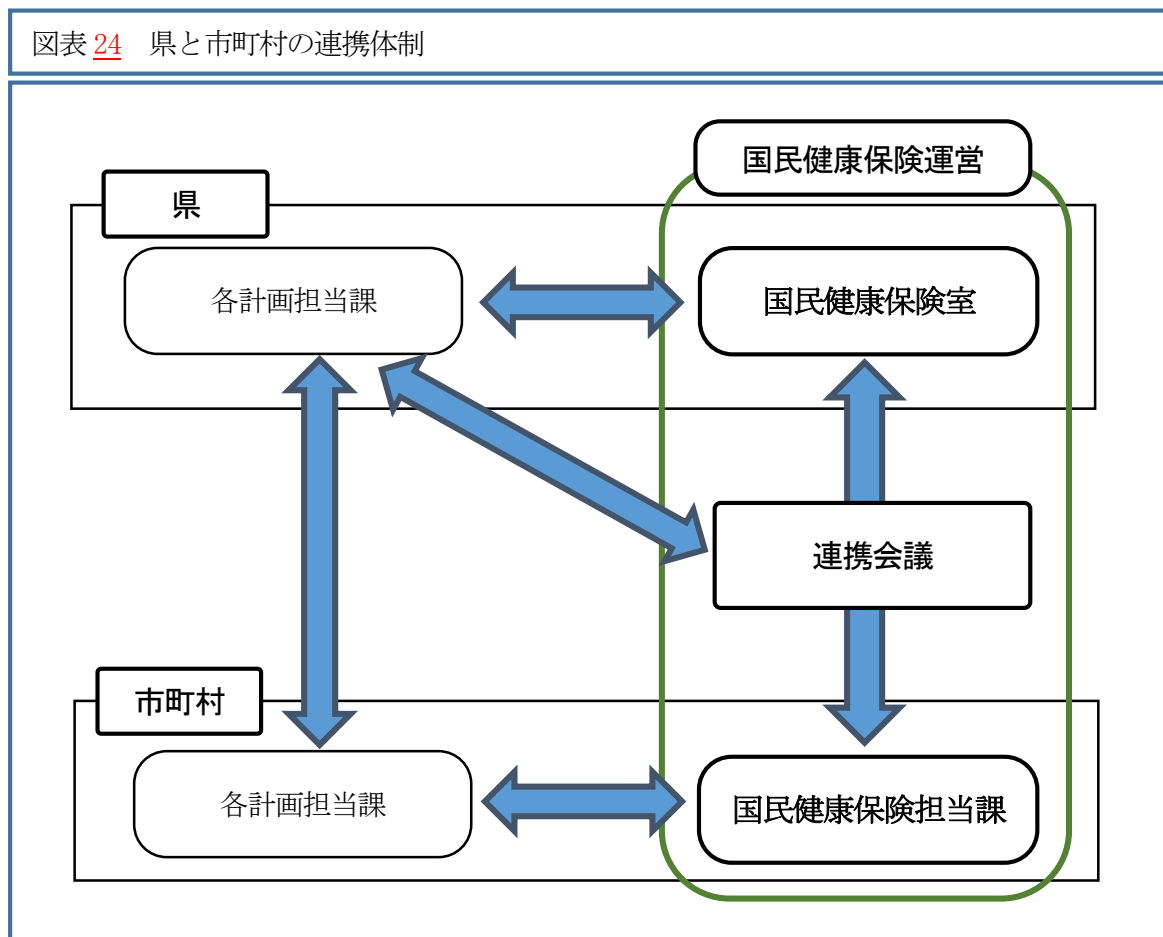 図表 24　県と市町村の連携体制
国民健康保険運営
県
各計画担当課
国民健康保険室
連携会議
市町村
各計画担当課
国民健康保険担当課